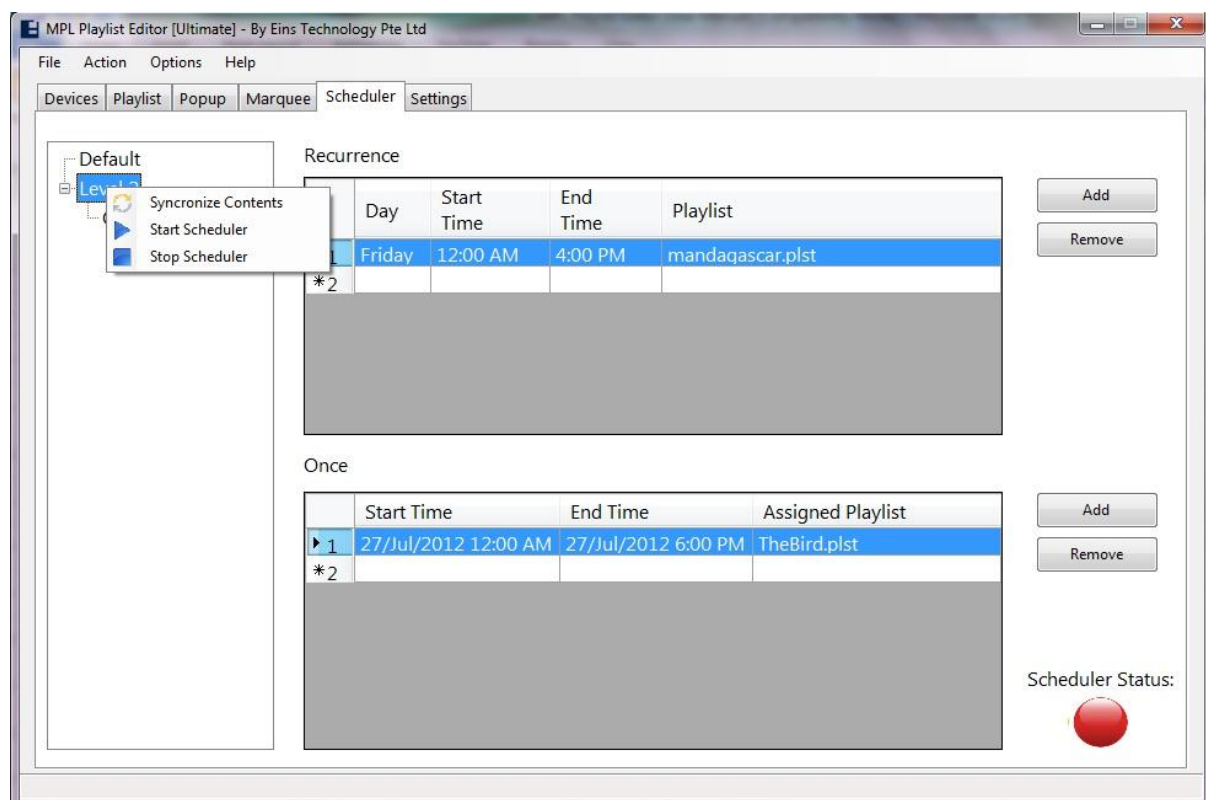 MPL Playlist Editor [Ultimate] - By Eins Technology Pte Ltd
File Action Options Help
Devices Playlist Popup Marquee Scheduler Settings
Default
Syncronize Contents
Start Scheduler
Stop Scheduler
Recurrence
Day Start Time End Time Playlist
1 Friday 12:00 AM 4:00 PM mandagascar.plst
*2
Add
Remove
Once
Start Time End Time Assigned Playlist
1 27/Jul/2012 12:00 AM 27/Jul/2012 6:00 PM TheBird.plst
*2
Add
Remove
Scheduler Status: